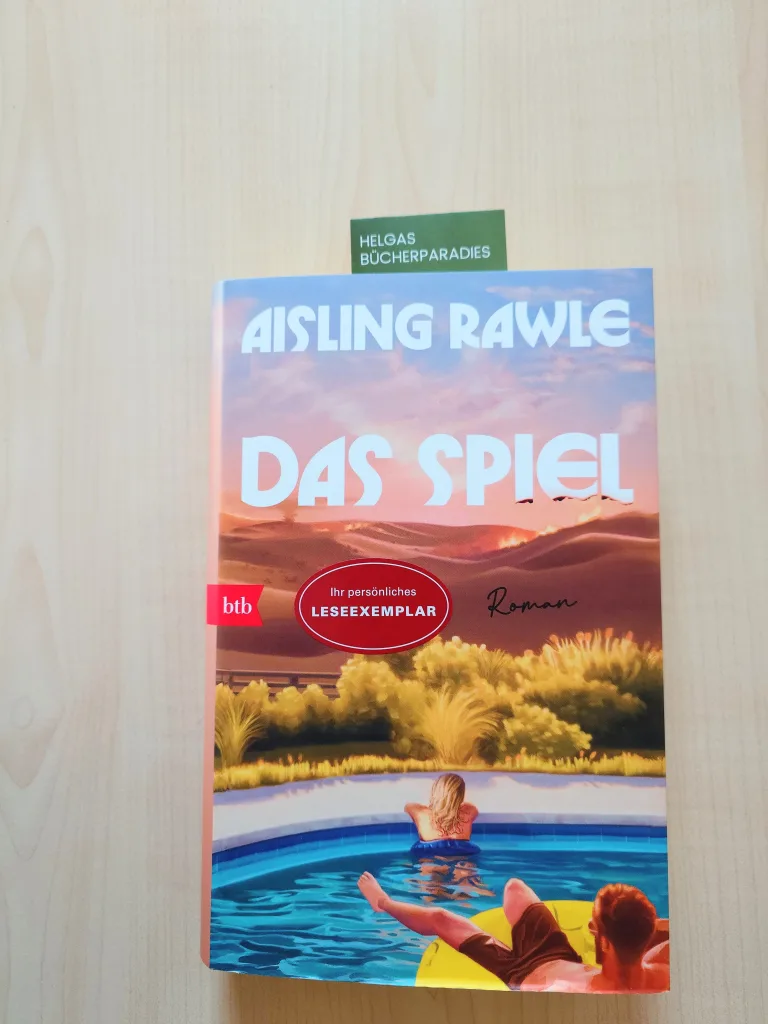 HELGAS
BÜCHERPARADIES
AISLING RAWLE
DAS SPIEL
btb
Ihr persönliches
LESEEXEMPLAR
Roman